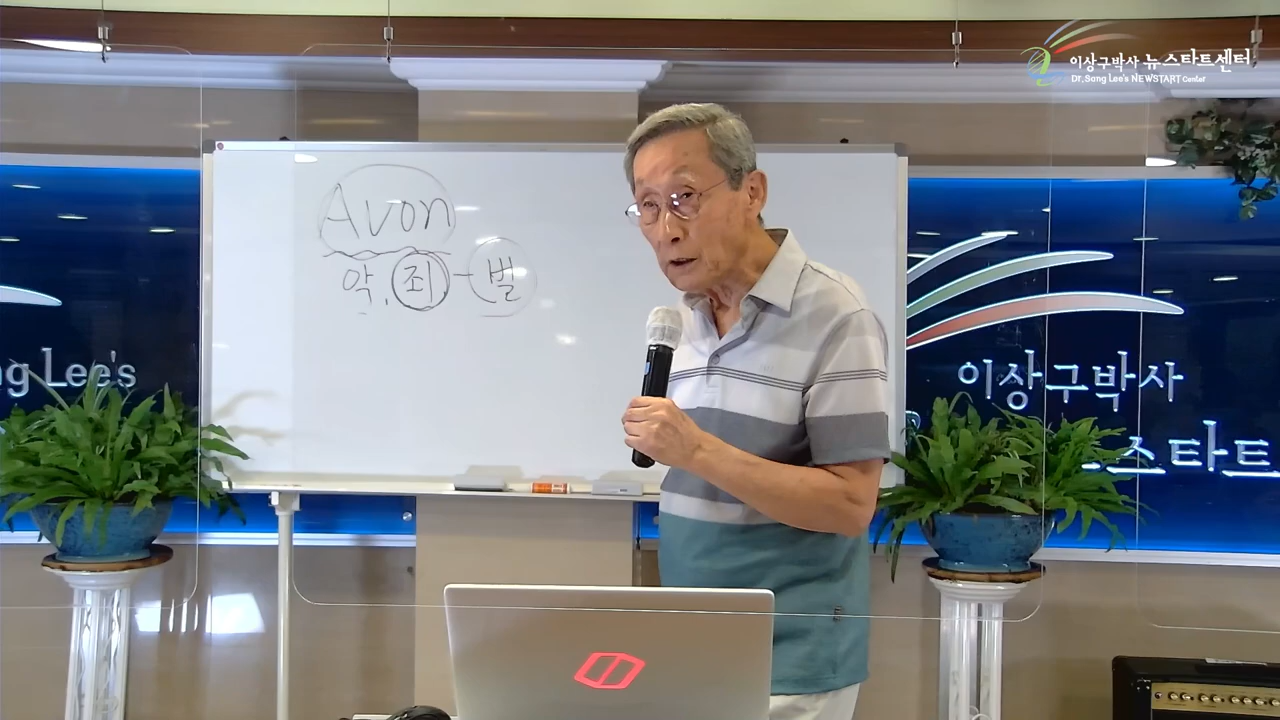 이상구박사 뉴스타트센터
Dr. Sang Lee's NEWSTART Center
Avon
악, 죄 - 벌
ng Lee's
이상구박사
스타트